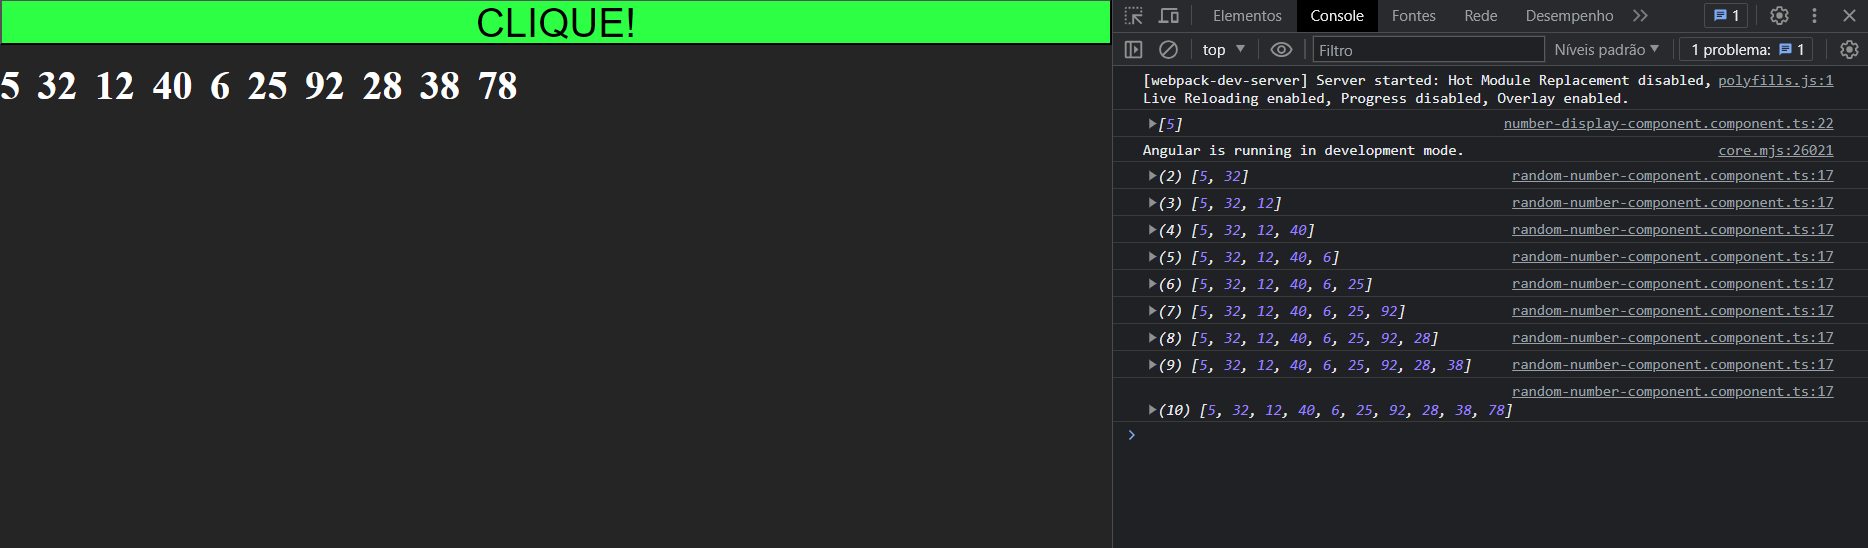 CLIQUE!
5 32 12 40 6 25 92 28 38 78
Elementos Console Fontes Rede Desempenho 1
top Filtro Níveis padrão 1 problema: 1
[webpack-dev-server] Server started: Hot Module Replacement disabled, polyfills.js:1
Live Reloading enabled, Progress disabled, Overlay enabled.
[5] number-display-component.component.ts:22
Angular is running in development mode. core.mjs:26021
(2) [5, 32] random-number-component.component.ts:17
(3) [5, 32, 12] random-number-component.component.ts:17
(4) [5, 32, 12, 40] random-number-component.component.ts:17
(5) [5, 32, 12, 40, 6] random-number-component.component.ts:17
(6) [5, 32, 12, 40, 6, 25] random-number-component.component.ts:17
(7) [5, 32, 12, 40, 6, 25, 92] random-number-component.component.ts:17
(8) [5, 32, 12, 40, 6, 25, 92, 28] random-number-component.component.ts:17
(9) [5, 32, 12, 40, 6, 25, 92, 28, 38] random-number-component.component.ts:17
random-number-component.component.ts:17
(10) [5, 32, 12, 40, 6, 25, 92, 28, 38, 78]